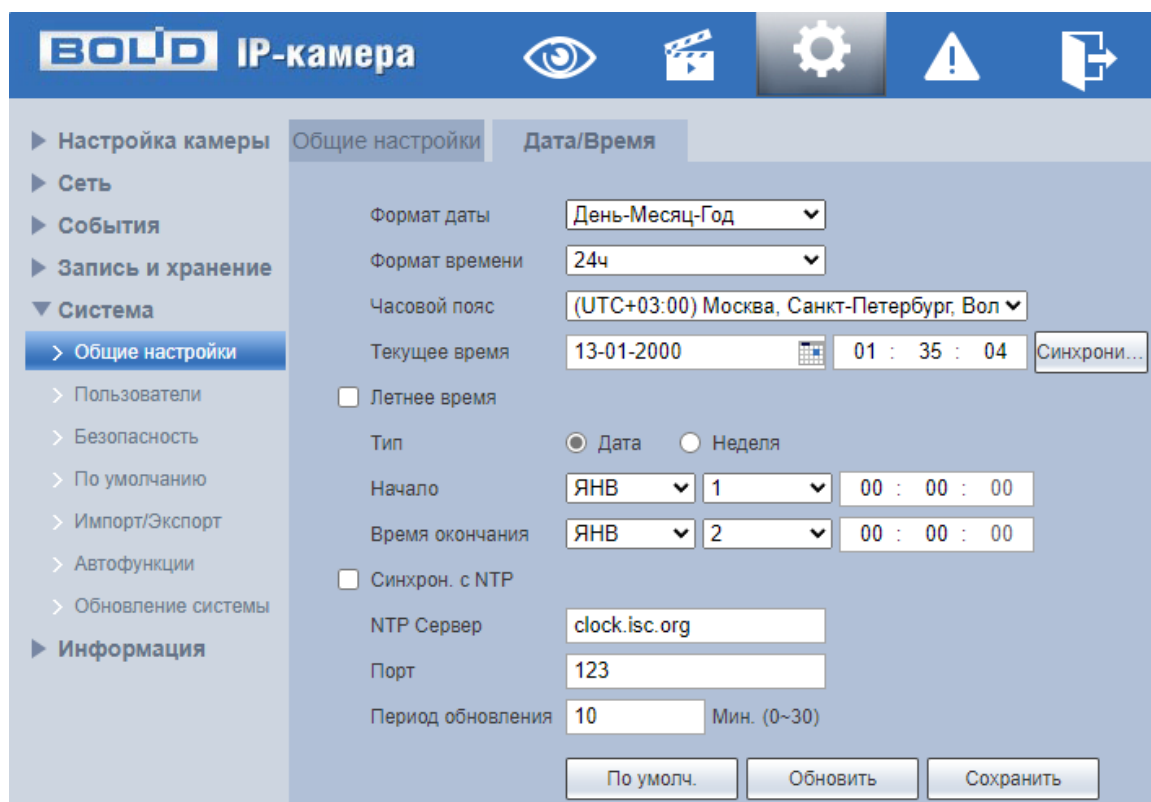 BOLID IP-камера
Настройка камеры
Сеть
События
Запись и хранение
Система
Общие настройки
Пользователи
Безопасность
По умолчанию
Импорт/Экспорт
Автофункции
Обновление системы
Информация
Общие настройки Дата/Время
Формат даты День-Месяц-Год
Формат времени 24ч
Часовой пояс (UTC+03:00) Москва, Санкт-Петербург, Вол
Текущее время 13-01-2000 01 : 35 : 04 Синхрони...
Летнее время
Тип Дата Неделя
Начало ЯНВ 1 00 : 00 : 00
Время окончания ЯНВ 2 00 : 00 : 00
Синхрон. с NTP
NTP Сервер clock.isc.org
Порт 123
Период обновления 10 Мин. (0~30)
По умолч. Обновить Сохранить